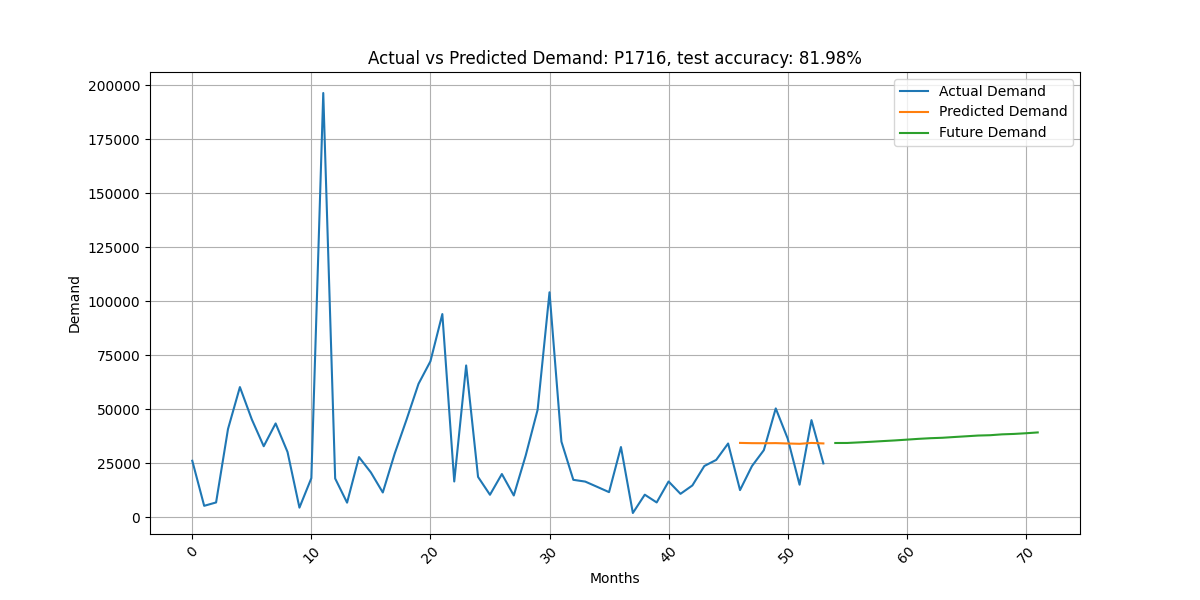 Actual vs Predicted Demand: P1716, test accuracy: 81.98%
Actual Demand
Predicted Demand
Future Demand
200000
175000
150000
125000
100000
75000
50000
25000
0
Demand
0 10 20 30 40 50 60 70
Months